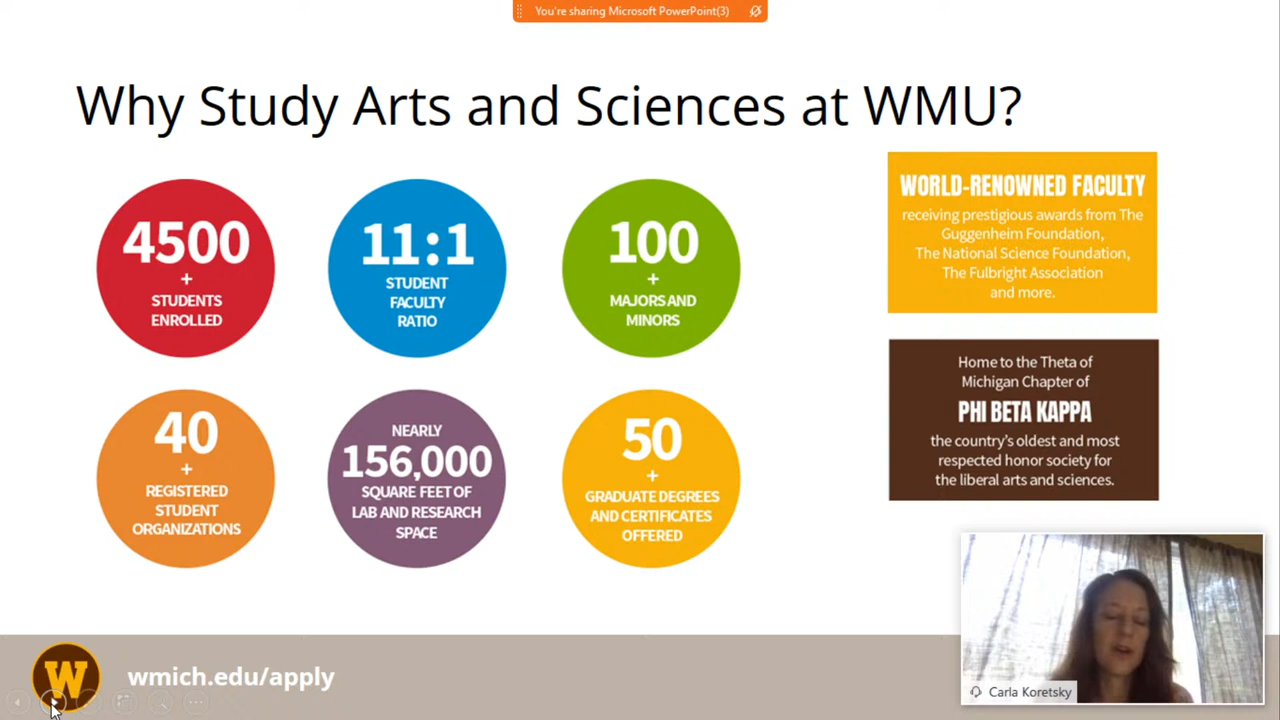 You're sharing Microsoft PowerPoint(3)
Why Study Arts and Sciences at WMU?
4500
+
STUDENTS
ENROLLED
11:1
STUDENT
FACULTY
RATIO
100
+
MAJORS AND
MINORS
WORLD-RENOWNED FACULTY
receiving prestigious awards from The
Guggenheim Foundation,
The National Science Foundation,
The Fulbright Association
and more.
40
+
REGISTERED
STUDENT
ORGANIZATIONS
NEARLY
156,000
SQUARE FEET OF
LAB AND RESEARCH
SPACE
50
+
GRADUATE DEGREES
AND CERTIFICATES
OFFERED
Home to the Theta of
Michigan Chapter of
PHI BETA KAPPA
the country's oldest and most
respected honor society for
the liberal arts and sciences.
W
wmich.edu/apply
Carla Koretsky